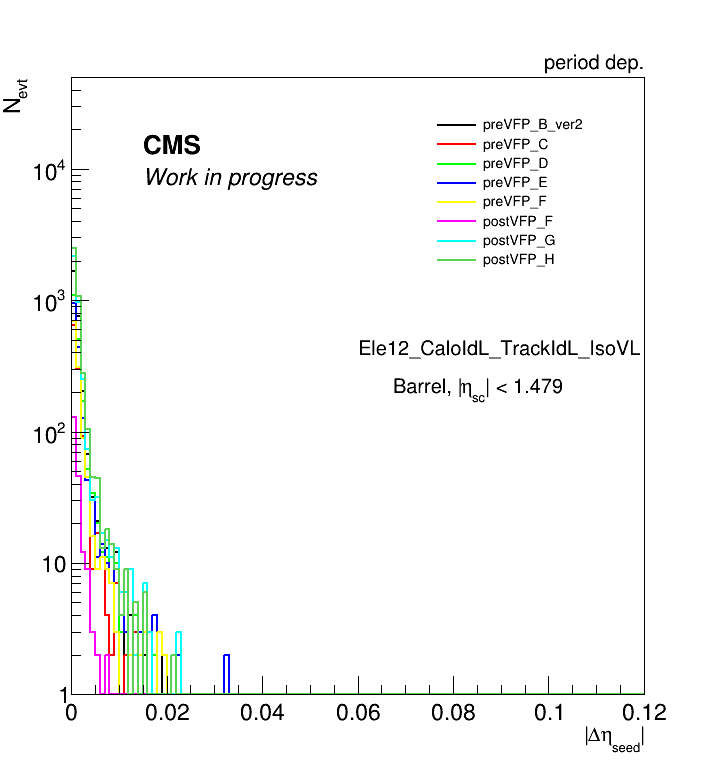 period dep.
N_evt
CMS
Work in progress
preVFP_B_ver2
preVFP_C
preVFP_D
preVFP_E
preVFP_F
postVFP_F
postVFP_G
postVFP_H
Ele12_CaloIdL_TrackIdL_IsoVL
Barrel, |η_sc| < 1.479
10^4
10^3
10^2
10
1
0 0.02 0.04 0.06 0.08 0.1 0.12
|Δη_seed|